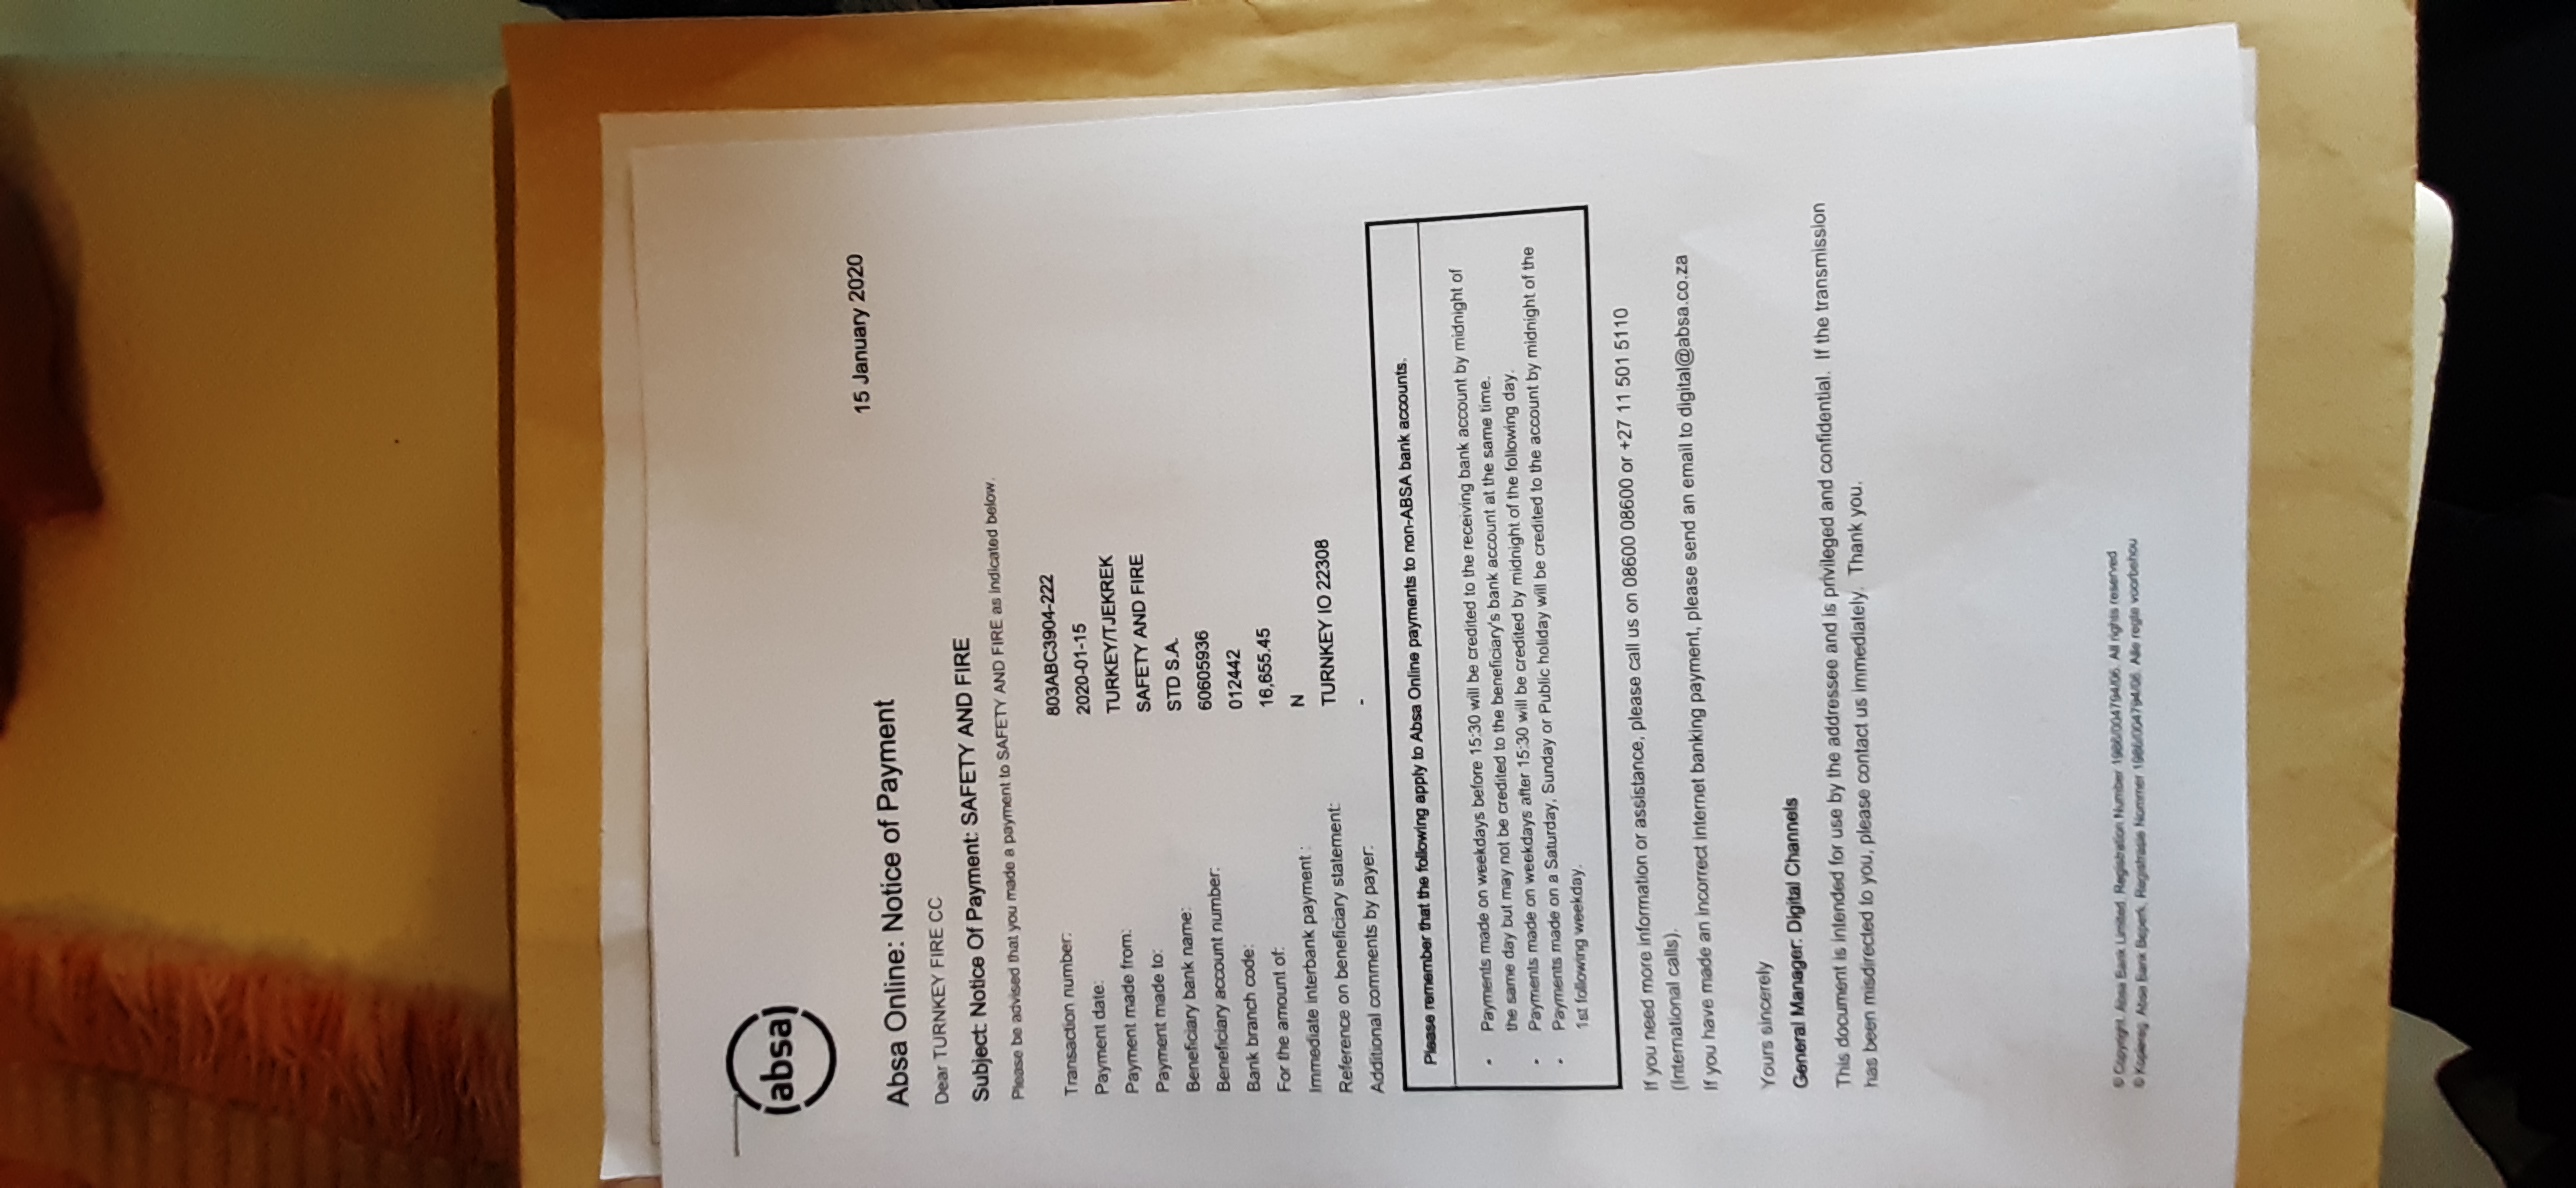 absa
15 January 2020
Absa Online: Notice of Payment
Dear TURNKEY FIRE CC
Subject: Notice Of Payment: SAFETY AND FIRE
Please be advised that you made a payment to SAFETY AND FIRE as indicated below.
Transaction number: 803ABC3904-222
Payment date: 2020-01-15
Payment made from: TURKEY/TJEKREK
Payment made to: SAFETY AND FIRE
Beneficiary bank name: STD S.A.
Beneficiary account number: 60605936
Bank branch code: 012442
For the amount of: 16,655.45
Immediate interbank payment : N
Reference on beneficiary statement: TURNKEY IO 22308
Additional comments by payer: -
Please remember that the following apply to Absa Online payments to non-ABSA bank accounts.
• Payments made on weekdays before 15:30 will be credited to the receiving bank account by midnight of
the same day but may not be credited to the beneficiary's bank account at the same time.
• Payments made on weekdays after 15:30 will be credited by midnight of the following day.
• Payments made on a Saturday, Sunday or Public holiday will be credited to the account by midnight of the
1st following weekday.
If you need more information or assistance, please call us on 08600 08600 or +27 11 501 5110
(International calls).
If you have made an incorrect internet banking payment, please send an email to digital@absa.co.za
Yours sincerely
General Manager: Digital Channels
This document is intended for use by the addressee and is privileged and confidential. If the transmission
has been misdirected to you, please contact us immediately. Thank you.
© Copyright. Absa Bank Limited. Registration Number 1986/004794/06. All rights reserved
© Kopiereg. Absa Bank Beperk. Registrasie Nommer 1986/004794/06. Alle regte voorbehou